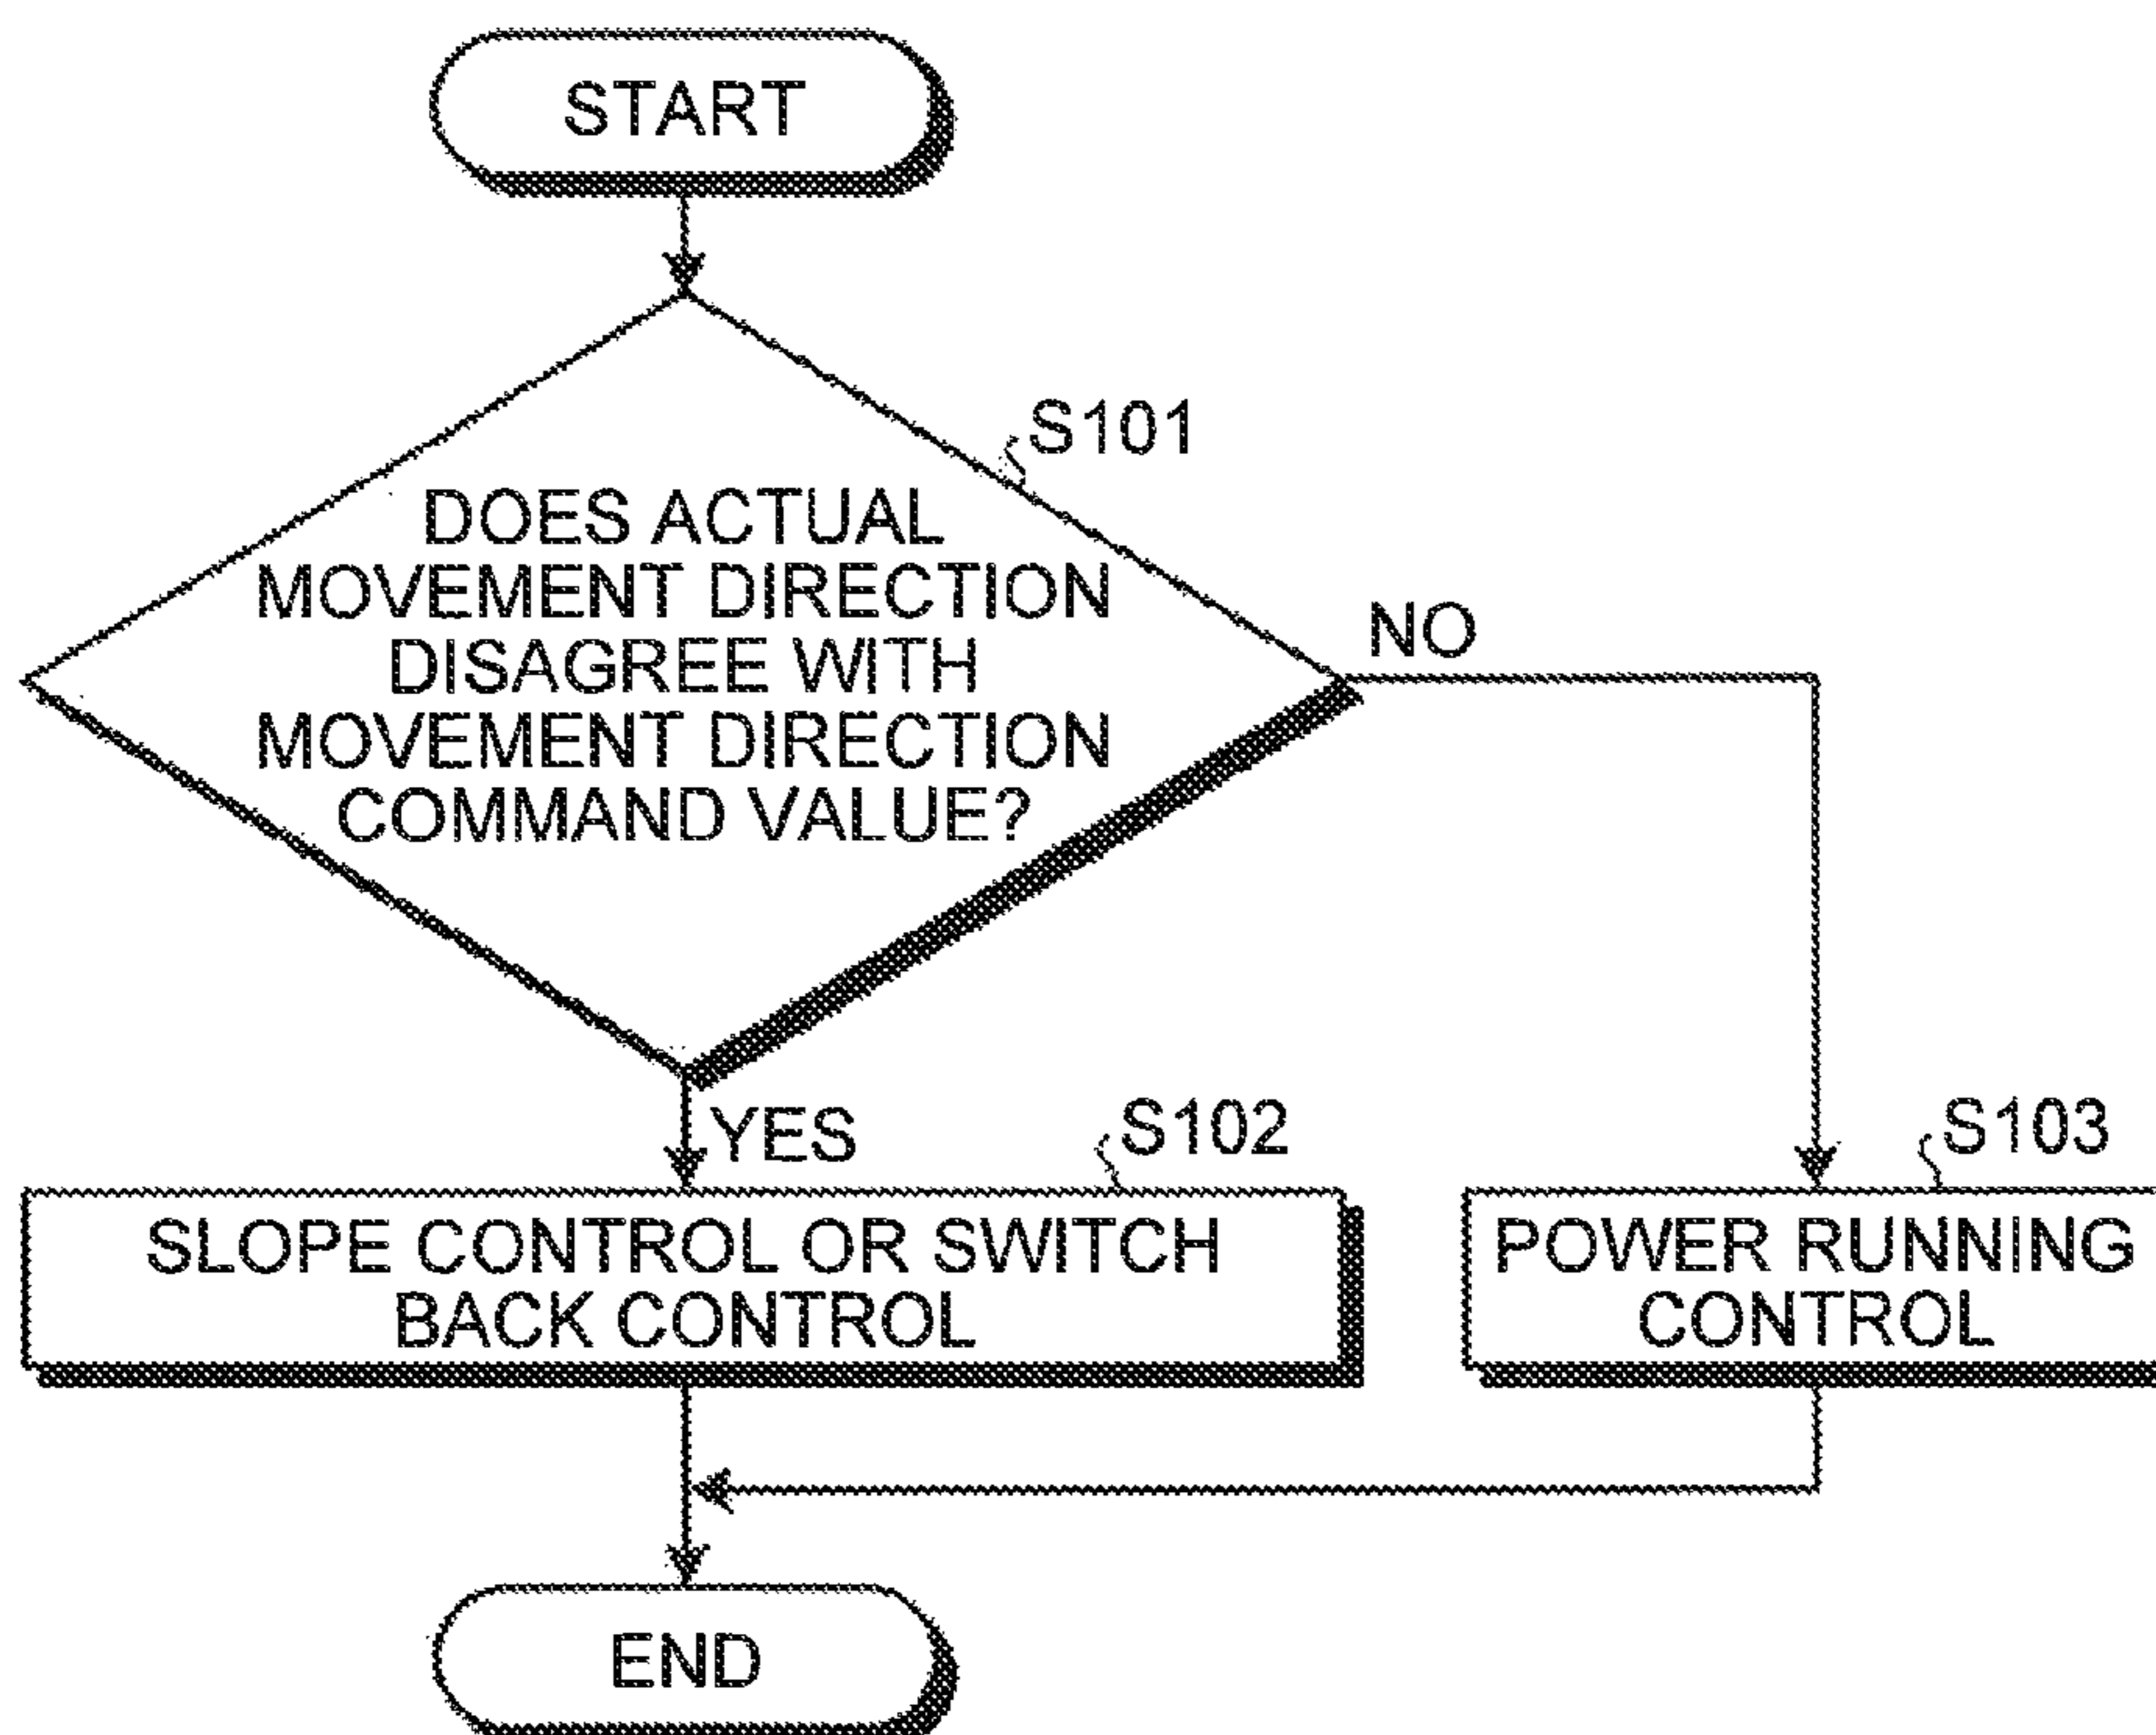 START
S101
DOES ACTUAL
MOVEMENT DIRECTION
DISAGREE WITH
MOVEMENT DIRECTION
COMMAND VALUE?
NO
YES
S102
S103
SLOPE CONTROL OR SWITCH
BACK CONTROL
POWER RUNNING
CONTROL
END